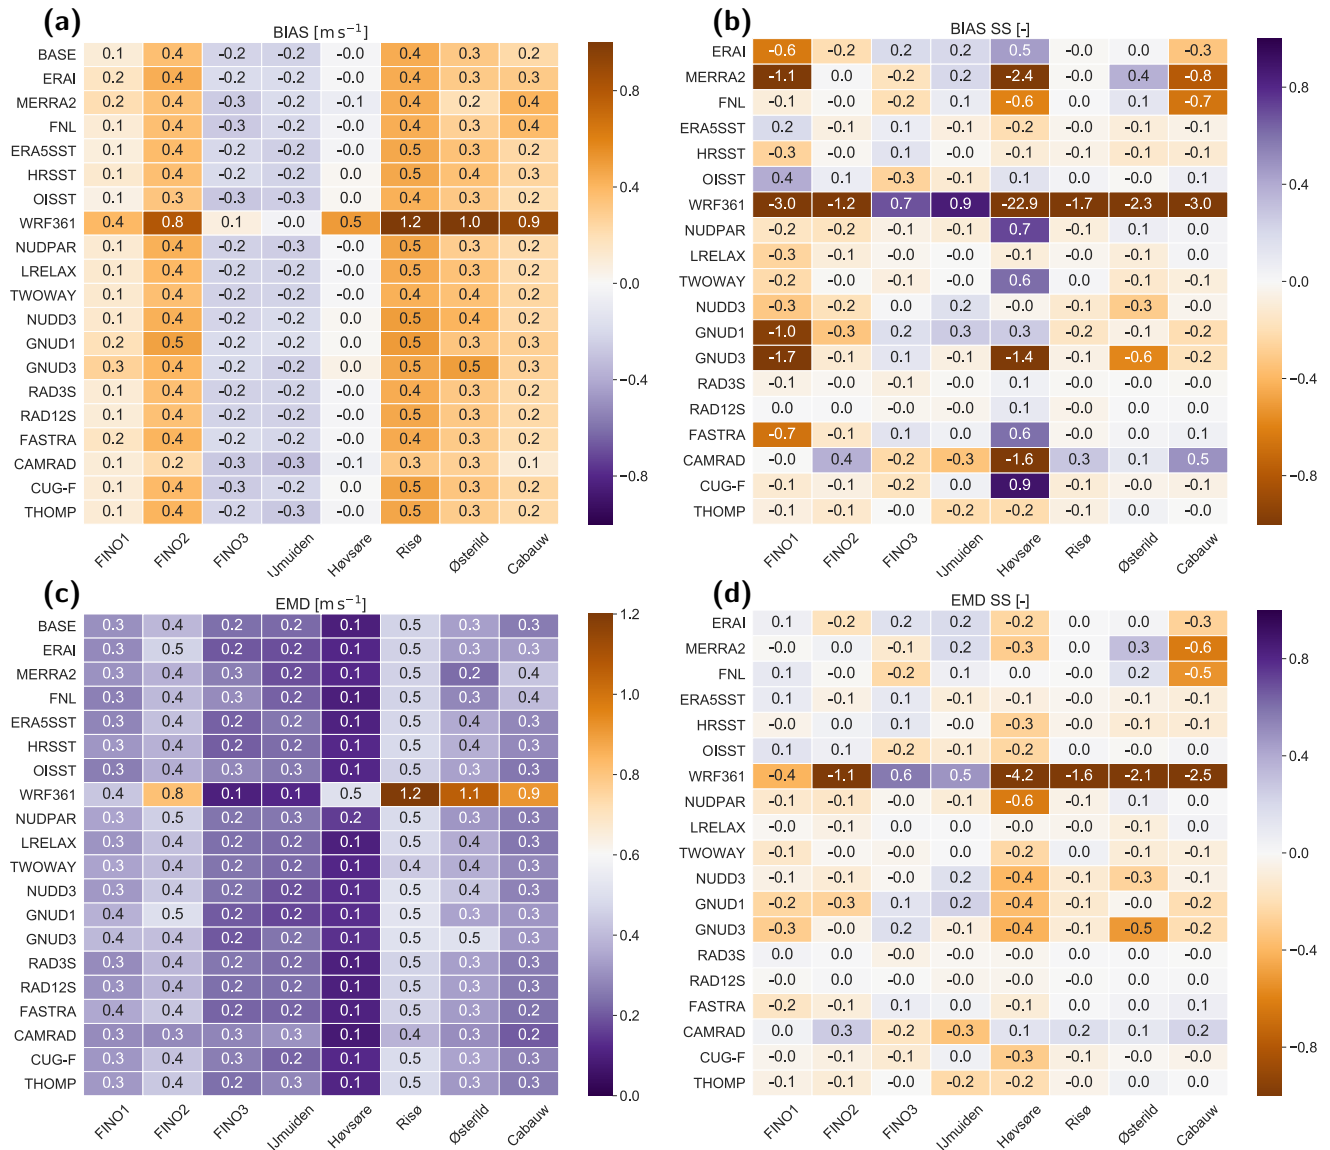 (a)
BIAS [m s⁻¹]
BASE 0.1 0.4 -0.2 -0.2 -0.0 0.4 0.3 0.2
ERAI 0.2 0.4 -0.2 -0.2 -0.0 0.4 0.3 0.3
MERRA2 0.2 0.4 -0.3 -0.2 -0.1 0.4 0.2 0.4
FNL 0.1 0.4 -0.3 -0.2 -0.0 0.4 0.3 0.4
ERA5SST 0.1 0.4 -0.2 -0.2 -0.0 0.5 0.3 0.2
HRSST 0.1 0.4 -0.2 -0.2 0.0 0.5 0.4 0.3
OISST 0.1 0.3 -0.3 -0.3 0.0 0.4 0.3 0.2
WRF361 0.4 0.8 0.1 -0.0 0.5 1.2 1.0 0.9
NUDPAR 0.1 0.4 -0.2 -0.3 -0.0 0.5 0.3 0.2
LRELAX 0.1 0.4 -0.2 -0.2 -0.0 0.5 0.3 0.2
TWOWAY 0.1 0.4 -0.2 -0.2 -0.0 0.4 0.4 0.2
NUDD3 0.1 0.4 -0.2 -0.2 0.0 0.5 0.4 0.2
GNUD1 0.2 0.5 -0.2 -0.2 0.0 0.5 0.3 0.3
GNUD3 0.3 0.4 -0.2 -0.2 0.0 0.5 0.5 0.3
RAD3S 0.1 0.4 -0.2 -0.2 -0.0 0.4 0.3 0.2
RAD12S 0.1 0.4 -0.2 -0.2 -0.0 0.5 0.3 0.2
FASTRA 0.2 0.4 -0.2 -0.2 -0.0 0.4 0.3 0.2
CAMRAD 0.1 0.2 -0.3 -0.3 -0.1 0.3 0.3 0.1
CUG-F 0.1 0.4 -0.3 -0.2 0.0 0.5 0.3 0.2
THOMP 0.1 0.4 -0.2 -0.3 -0.0 0.5 0.3 0.2
FINO1 FINO2 FINO3 IJmuiden Høvsøre Risø Østerild Cabauw
0.8
0.4
0.0
−0.4
−0.8
(b)
BIAS SS [-]
ERAI -0.6 -0.2 0.2 0.2 0.5 -0.0 0.0 -0.3
MERRA2 -1.1 0.0 -0.2 0.2 -2.4 -0.0 0.4 -0.8
FNL -0.1 -0.0 -0.2 0.1 -0.6 0.0 0.1 -0.7
ERA5SST 0.2 -0.1 0.1 -0.1 -0.2 -0.0 -0.1 -0.1
HRSST -0.3 -0.0 0.1 -0.0 -0.1 -0.1 -0.1 -0.1
OISST 0.4 0.1 -0.3 -0.1 0.1 -0.0 -0.0 0.1
WRF361 -3.0 -1.2 0.7 0.9 -22.9 -1.7 -2.3 -3.0
NUDPAR -0.2 -0.2 -0.1 -0.1 0.7 -0.1 0.1 0.0
LRELAX -0.3 -0.1 -0.0 -0.0 -0.1 -0.0 -0.1 0.0
TWOWAY -0.2 -0.0 -0.1 -0.0 0.6 0.0 -0.1 -0.1
NUDD3 -0.3 -0.2 0.0 0.2 -0.0 -0.1 -0.3 -0.0
GNUD1 -1.0 -0.3 0.2 0.3 0.3 -0.2 -0.1 -0.2
GNUD3 -1.7 -0.1 0.1 -0.1 -1.4 -0.1 -0.6 -0.2
RAD3S -0.1 -0.0 -0.1 -0.0 0.1 -0.0 -0.0 -0.0
RAD12S 0.0 0.0 -0.0 0.0 0.1 -0.0 0.0 0.0
FASTRA -0.7 -0.1 0.1 0.0 0.6 -0.0 0.0 0.1
CAMRAD -0.0 0.4 -0.2 -0.3 -1.6 0.3 0.1 0.5
CUG-F -0.1 -0.1 -0.2 0.0 0.9 -0.1 -0.0 -0.1
THOMP -0.1 -0.1 -0.0 -0.2 -0.2 -0.1 0.0 -0.0
FINO1 FINO2 FINO3 IJmuiden Høvsøre Risø Østerild Cabauw
0.8
0.4
0.0
−0.4
−0.8
(c)
EMD [m s⁻¹]
BASE 0.3 0.4 0.2 0.2 0.1 0.5 0.3 0.3
ERAI 0.3 0.5 0.2 0.2 0.1 0.5 0.3 0.3
MERRA2 0.3 0.4 0.3 0.2 0.1 0.5 0.2 0.4
FNL 0.3 0.4 0.3 0.2 0.1 0.5 0.3 0.4
ERA5SST 0.3 0.4 0.2 0.2 0.1 0.5 0.4 0.3
HRSST 0.3 0.4 0.2 0.2 0.1 0.5 0.4 0.3
OISST 0.3 0.4 0.3 0.3 0.1 0.5 0.3 0.3
WRF361 0.4 0.8 0.1 0.1 0.5 1.2 1.1 0.9
NUDPAR 0.3 0.5 0.2 0.3 0.2 0.5 0.3 0.3
LRELAX 0.3 0.4 0.2 0.2 0.1 0.5 0.4 0.3
TWOWAY 0.3 0.4 0.2 0.2 0.1 0.4 0.4 0.3
NUDD3 0.3 0.4 0.2 0.2 0.1 0.5 0.4 0.3
GNUD1 0.4 0.5 0.2 0.2 0.1 0.5 0.3 0.3
GNUD3 0.4 0.4 0.2 0.2 0.1 0.5 0.5 0.3
RAD3S 0.3 0.4 0.2 0.2 0.1 0.5 0.3 0.3
RAD12S 0.3 0.4 0.2 0.2 0.1 0.5 0.3 0.3
FASTRA 0.4 0.4 0.2 0.2 0.1 0.5 0.3 0.2
CAMRAD 0.3 0.3 0.3 0.3 0.1 0.4 0.3 0.2
CUG-F 0.3 0.4 0.3 0.2 0.1 0.5 0.3 0.3
THOMP 0.3 0.4 0.2 0.3 0.1 0.5 0.3 0.3
FINO1 FINO2 FINO3 IJmuiden Høvsøre Risø Østerild Cabauw
1.2
1.0
0.8
0.6
0.4
0.2
0.0
(d)
EMD SS [-]
ERAI 0.1 -0.2 0.2 0.2 -0.2 0.0 0.0 -0.3
MERRA2 -0.0 0.0 -0.1 0.2 -0.3 0.0 0.3 -0.6
FNL 0.1 -0.0 -0.2 0.1 0.0 0.0 0.2 -0.5
ERA5SST 0.1 -0.1 0.1 -0.1 -0.1 -0.0 -0.1 -0.1
HRSST -0.0 0.0 0.1 -0.0 -0.3 -0.0 -0.1 -0.1
OISST 0.1 0.1 -0.2 -0.1 -0.2 0.0 -0.0 0.0
WRF361 -0.4 -1.1 0.6 0.5 -4.2 -1.6 -2.1 -2.5
NUDPAR -0.1 -0.1 -0.0 -0.1 -0.6 -0.1 0.1 0.0
LRELAX -0.0 -0.1 0.0 0.0 -0.0 -0.0 -0.1 0.0
TWOWAY -0.1 -0.0 -0.0 0.0 -0.2 0.0 -0.1 -0.1
NUDD3 -0.1 -0.1 -0.0 0.2 -0.4 -0.1 -0.3 -0.1
GNUD1 -0.2 -0.3 0.1 0.2 -0.4 -0.1 -0.0 -0.2
GNUD3 -0.3 -0.0 0.2 -0.1 -0.4 -0.1 -0.5 -0.2
RAD3S 0.0 0.0 -0.0 -0.0 0.0 0.0 0.0 0.0
RAD12S -0.0 0.0 -0.0 -0.0 -0.0 -0.0 0.0 0.0
FASTRA -0.2 -0.1 0.1 0.0 -0.1 0.0 0.0 0.1
CAMRAD 0.0 0.3 -0.2 -0.3 0.1 0.2 0.1 0.2
CUG-F -0.0 -0.1 -0.1 0.0 -0.3 -0.1 -0.0 -0.0
THOMP -0.1 -0.1 -0.0 -0.2 -0.2 -0.0 0.0 0.0
FINO1 FINO2 FINO3 IJmuiden Høvsøre Risø Østerild Cabauw
0.8
0.4
0.0
−0.4
−0.8